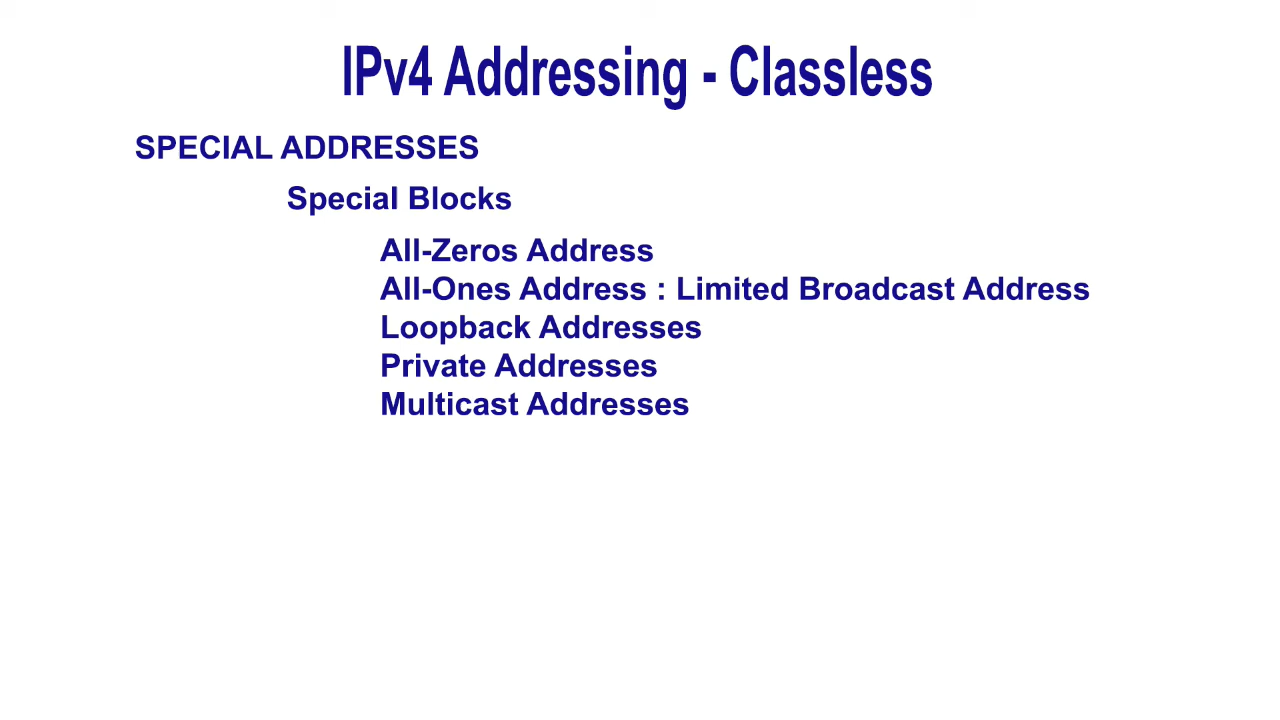 IPv4 Addressing - Classless
SPECIAL ADDRESSES
Special Blocks
All-Zeros Address
All-Ones Address : Limited Broadcast Address
Loopback Addresses
Private Addresses
Multicast Addresses